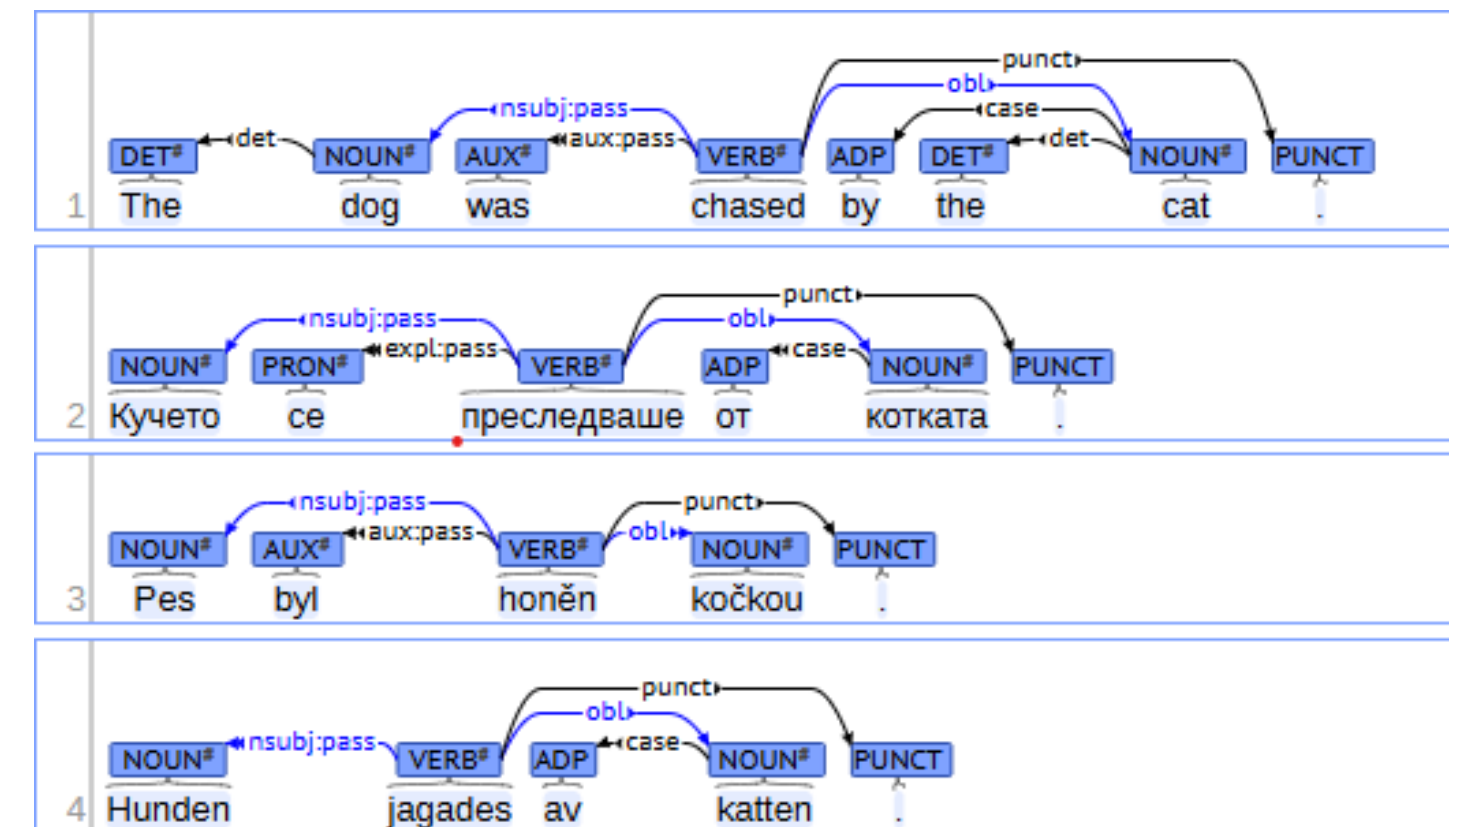 punct
obl
nsubj:pass case
det aux:pass det
DET# NOUN# AUX# VERB# ADP DET# NOUN# PUNCT
1 The dog was chased by the cat .
punct
nsubj:pass obl
expl:pass case
NOUN# PRON# VERB# ADP NOUN# PUNCT
2 Кучето се преследваше от котката .
nsubj:pass punct
aux:pass obl
NOUN# AUX# VERB# NOUN# PUNCT
3 Pes byl honěn kočkou .
punct
obl
nsubj:pass case
NOUN# VERB# ADP NOUN# PUNCT
4 Hunden jagades av katten .